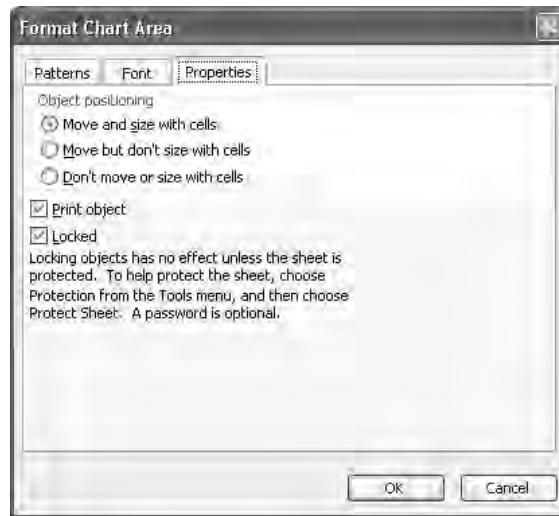 Format Chart Area
Patterns Font Properties
Object positioning
Move and size with cells
Move but don't size with cells
Don't move or size with cells
Print object
Locked
Locking objects has no effect unless the sheet is
protected. To help protect the sheet, choose
Protection from the Tools menu, and then choose
Protect Sheet. A password is optional.
OK Cancel